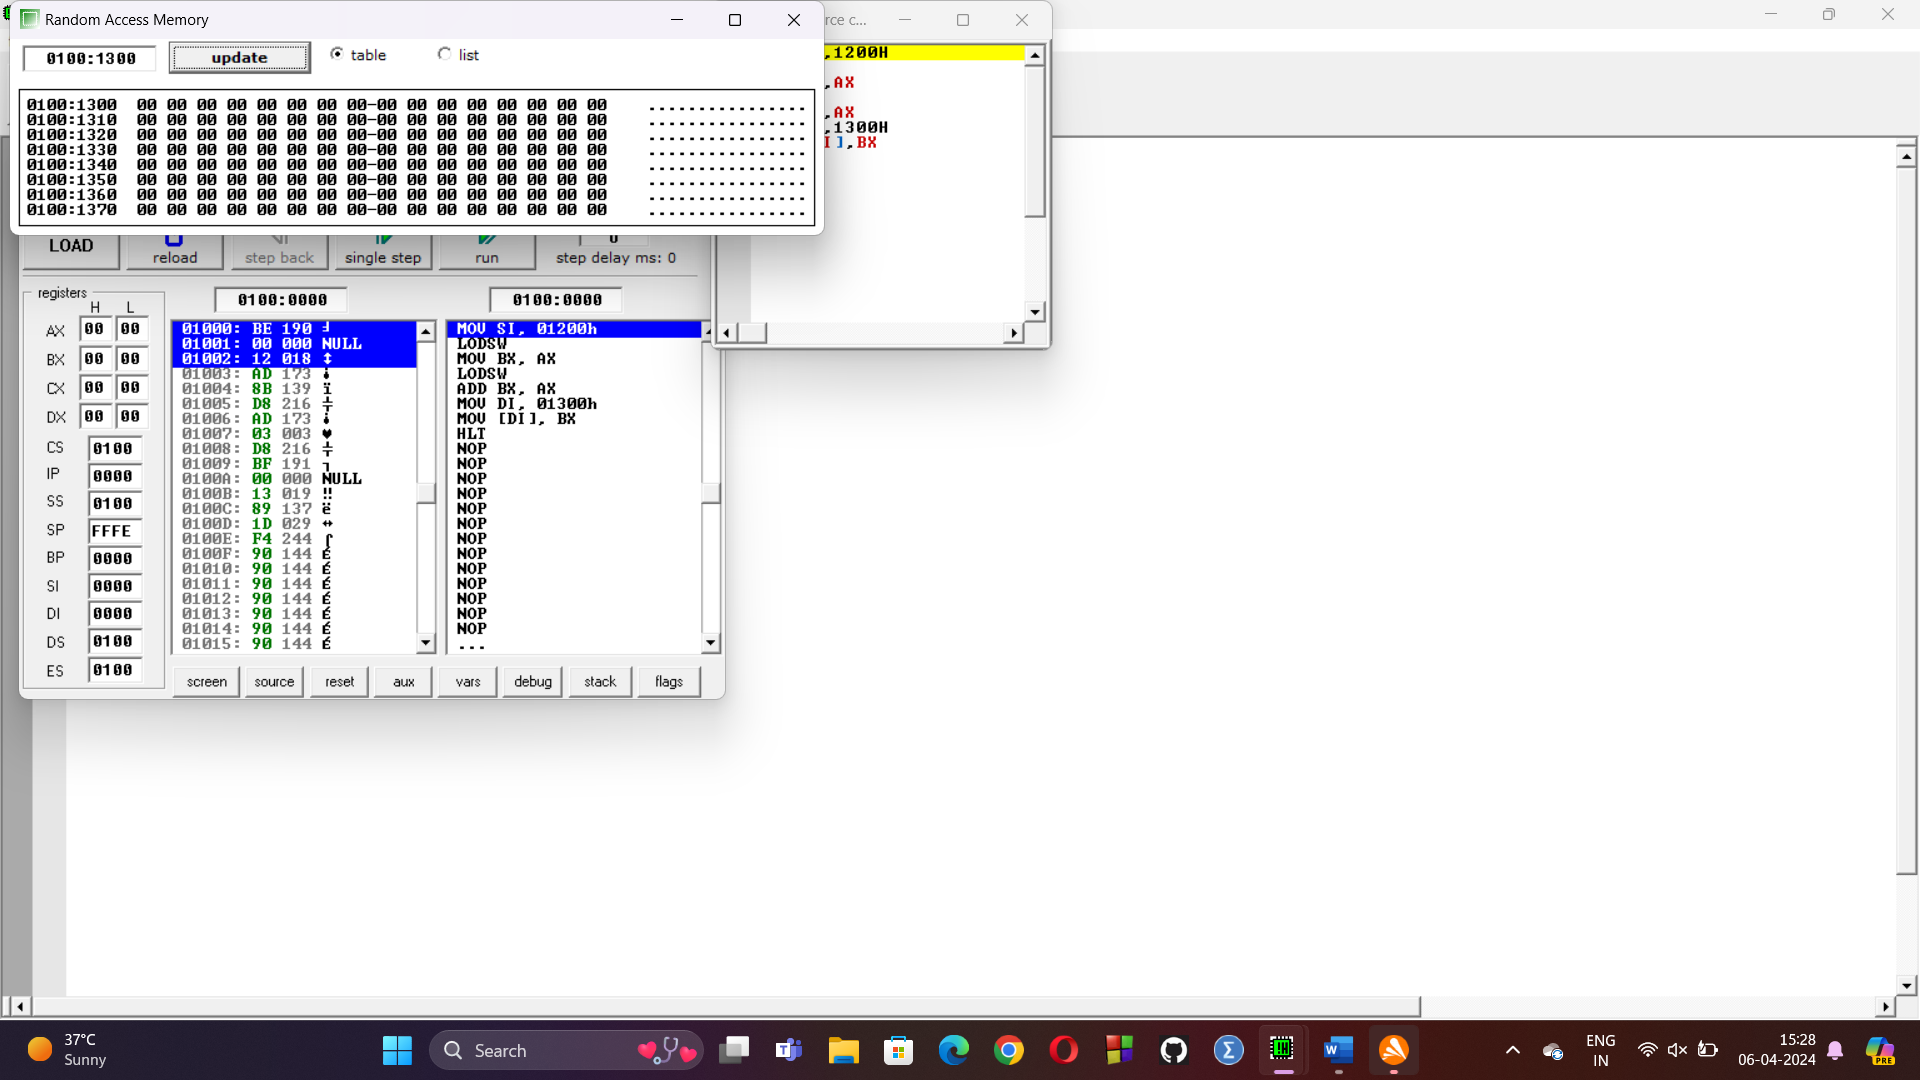 Random Access Memory
rce c...
0100:1300 update table list
0100:1300 00 00 00 00 00 00 00 00-00 00 00 00 00 00 00 00 ................
0100:1310 00 00 00 00 00 00 00 00-00 00 00 00 00 00 00 00 ................
0100:1320 00 00 00 00 00 00 00 00-00 00 00 00 00 00 00 00 ................
0100:1330 00 00 00 00 00 00 00 00-00 00 00 00 00 00 00 00 ................
0100:1340 00 00 00 00 00 00 00 00-00 00 00 00 00 00 00 00 ................
0100:1350 00 00 00 00 00 00 00 00-00 00 00 00 00 00 00 00 ................
0100:1360 00 00 00 00 00 00 00 00-00 00 00 00 00 00 00 00 ................
0100:1370 00 00 00 00 00 00 00 00-00 00 00 00 00 00 00 00 ................
,1200H
,AX
,AX
,1300H
I],BX
LOAD reload step back single step run step delay ms: 0
registers
H L
AX 00 00
BX 00 00
CX 00 00
DX 00 00
CS 0100
IP 0000
SS 0100
SP FFFE
BP 0000
SI 0000
DI 0000
DS 0100
ES 0100
0100:0000
01000: BE 190 ╛
01001: 00 000 NULL
01002: 12 018 ↕
01003: AD 173 ¡
01004: 8B 139 ï
01005: D8 216 ╪
01006: AD 173 ¡
01007: 03 003 ♥
01008: D8 216 ╪
01009: BF 191 ┐
0100A: 00 000 NULL
0100B: 13 019 ‼
0100C: 89 137 ë
0100D: 1D 029 ↔
0100E: F4 244 ⌠
0100F: 90 144 É
01010: 90 144 É
01011: 90 144 É
01012: 90 144 É
01013: 90 144 É
01014: 90 144 É
01015: 90 144 É
0100:0000
MOV SI, 01200h
LODSW
MOV BX, AX
LODSW
ADD BX, AX
MOV DI, 01300h
MOV [DI], BX
HLT
NOP
NOP
NOP
NOP
NOP
NOP
NOP
NOP
NOP
NOP
NOP
NOP
NOP
...
screen source reset aux vars debug stack flags
37°C
Sunny
Search
ENG
IN
15:28
06-04-2024
PRE